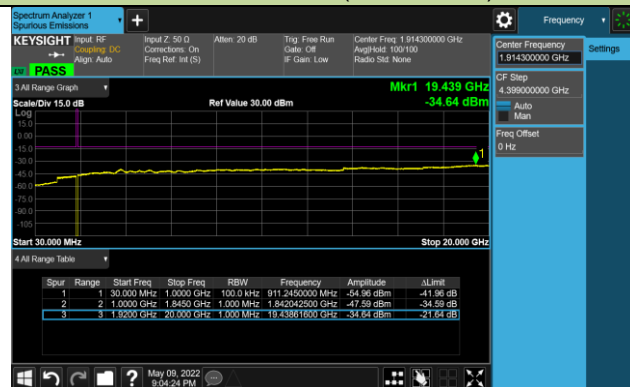 Spectrum Analyzer 1
Spurious Emissions
Frequency
KEYSIGHT
Input: RF
Coupling: DC
Align: Auto
Input Z: 50 Ω
Corrections: On
Freq Ref: Int (S)
Atten: 20 dB
Trig: Free Run
Gate: Off
IF Gain: Low
Center Freq: 1.914300000 GHz
Avg|Hold: 100/100
Radio Std: None
PASS
Center Frequency
1.914300000 GHz
Settings
CF Step
4.399000000 GHz
Auto
Man
Freq Offset
0 Hz
3 All Range Graph
Mkr1 19.439 GHz
Scale/Div 15.0 dB
Ref Value 30.00 dBm
-34.64 dBm
Log
15.0
0.00
-15.0
-30.0
-45.0
-60.0
-75.0
-90.0
-105
1
Start 30.000 MHz
Stop 20.000 GHz
4 All Range Table
Spur Range Start Freq Stop Freq RBW Frequency Amplitude ΔLimit
1 1 30.000 MHz 1.0000 GHz 100.0 kHz 911.2450000 MHz -54.96 dBm -41.96 dB
2 2 1.0000 GHz 1.8450 GHz 1.000 MHz 1.842042500 GHz -47.59 dBm -34.59 dB
3 3 1.9200 GHz 20.000 GHz 1.000 MHz 19.43861600 GHz -34.64 dBm -21.64 dB
May 09, 2022
9:04:24 PM